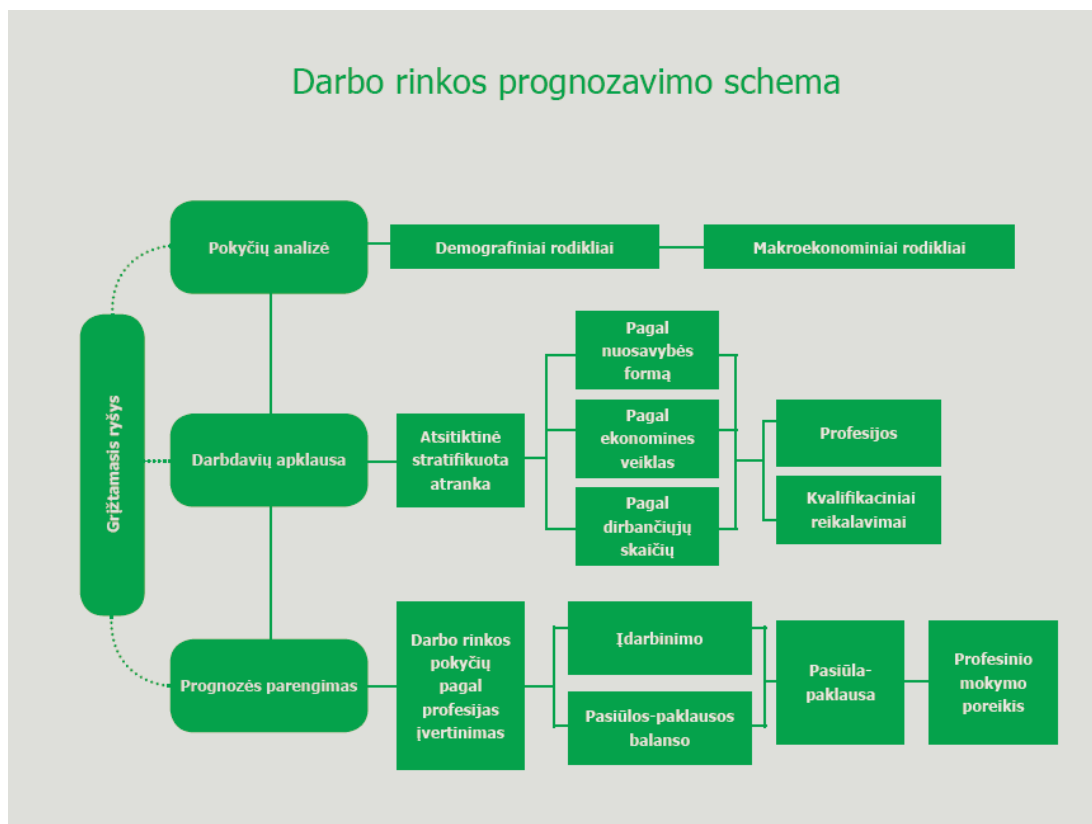 Darbo rinkos prognozavimo schema
Pokyčių analizė
Demografiniai rodikliai
Makroekonominiai rodikliai
Grįžtamasis ryšys
Darbdavių apklausa
Atsitiktinė
stratifikuota
atranka
Pagal
nuosavybės
formą
Pagal
ekonomines
veiklas
Pagal
dirbančiųjų
skaičių
Profesijos
Kvalifikaciniai
reikalavimai
Prognozės parengimas
Darbo rinkos
pokyčių
pagal
profesijas
įvertinimas
Įdarbinimo
Pasiūlos-paklausos
balanso
Pasiūla-
paklausa
Profesinio
mokymo
poreikis